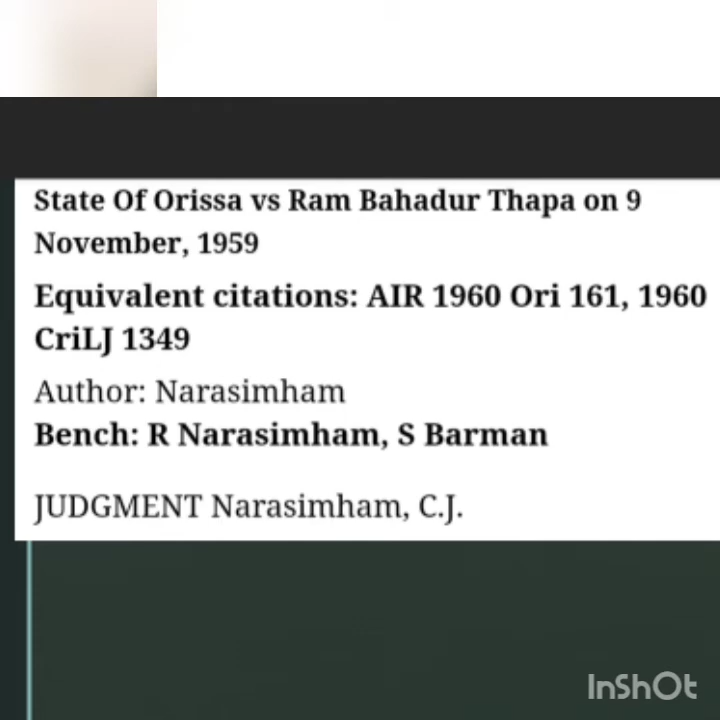 State Of Orissa vs Ram Bahadur Thapa on 9
November, 1959
Equivalent citations: AIR 1960 Ori 161, 1960
CriLJ 1349
Author: Narasimham
Bench: R Narasimham, S Barman
JUDGMENT Narasimham, C.J.
InShOt